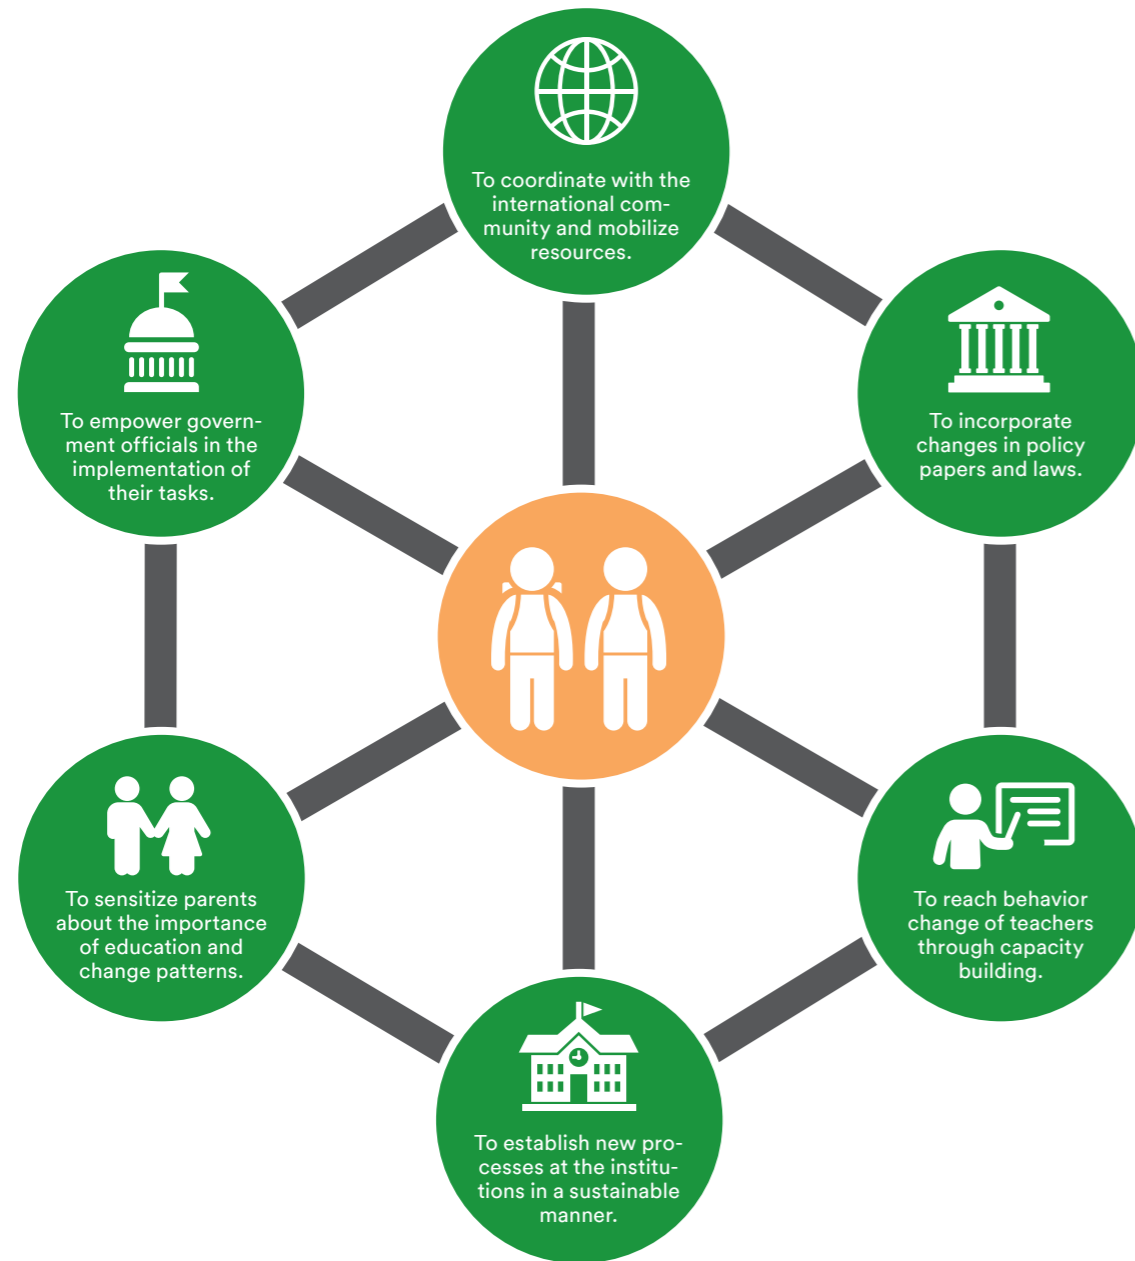 To coordinate with the
international com-
munity and mobilize
resources.
To empower govern-
ment officials in the
implementation of
their tasks.
To incorporate
changes in policy
papers and laws.
To sensitize parents
about the importance
of education and
change patterns.
To reach behavior
change of teachers
through capacity
building.
To establish new pro-
cesses at the institu-
tions in a sustainable
manner.